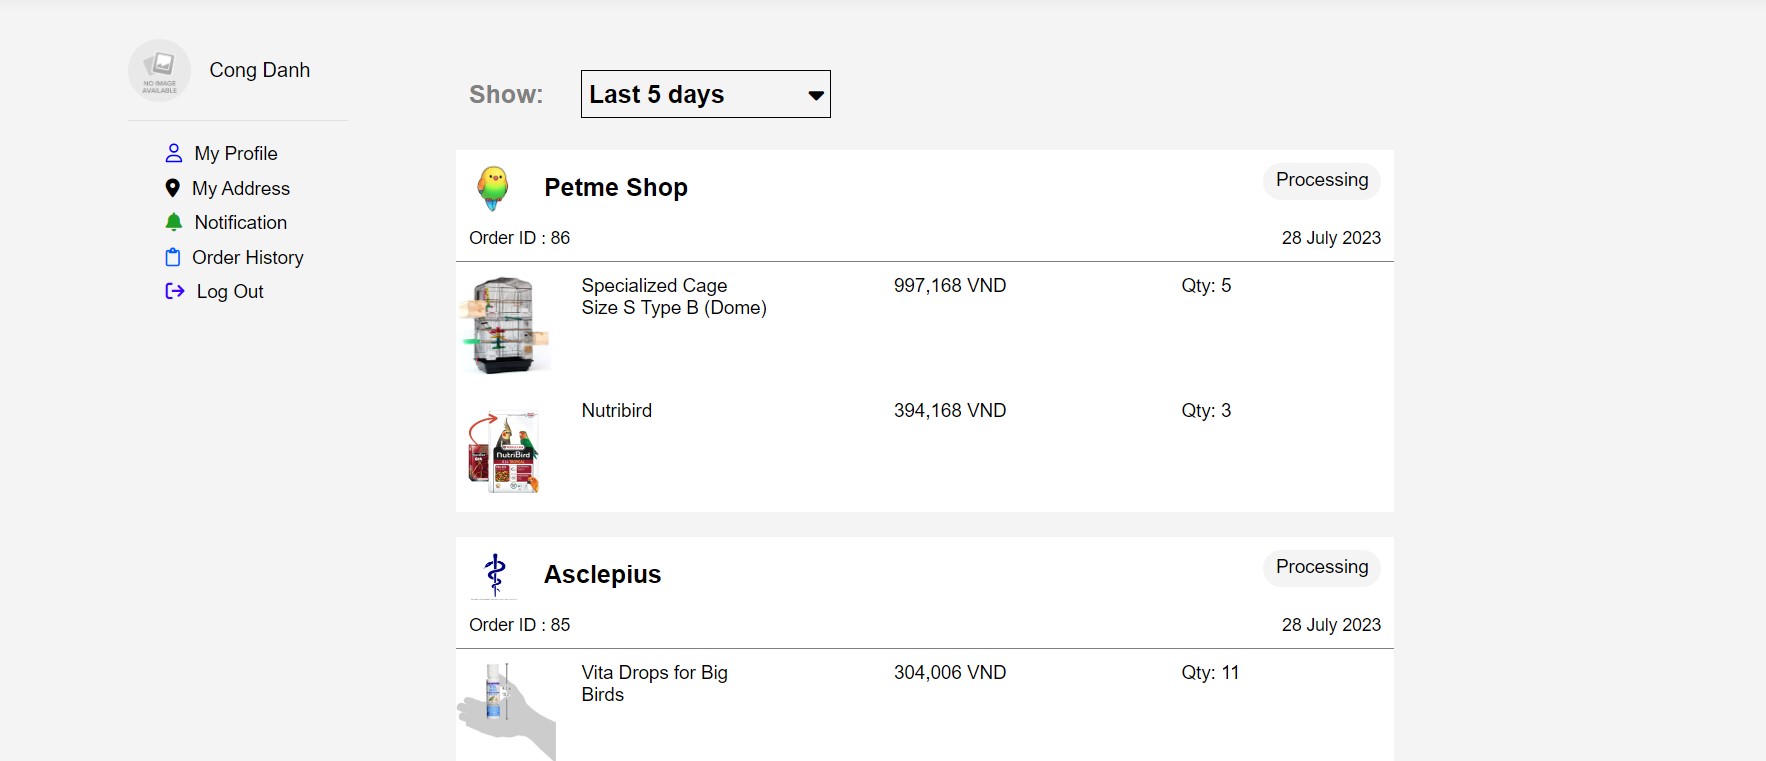 NO IMAGE
AVAILABLE
Cong Danh
My Profile
My Address
Notification
Order History
Log Out
Show:
Last 5 days
Petme Shop
Processing
Order ID : 86
28 July 2023
Specialized Cage
Size S Type B (Dome)
997,168 VND
Qty: 5
Nutribird
394,168 VND
Qty: 3
NutriBird
Asclepius
Processing
Order ID : 85
28 July 2023
Vita Drops for Big
Birds
304,006 VND
Qty: 11